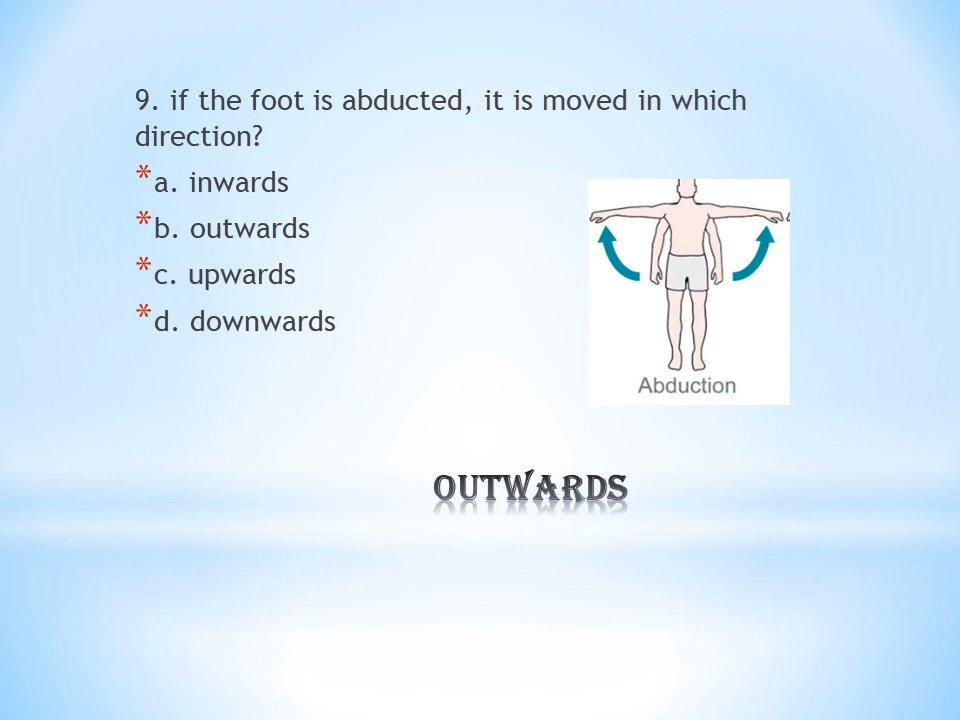 9. if the foot is abducted, it is moved in which
direction?
* a. inwards
* b. outwards
* c. upwards
* d. downwards
Abduction
OUTWARDS